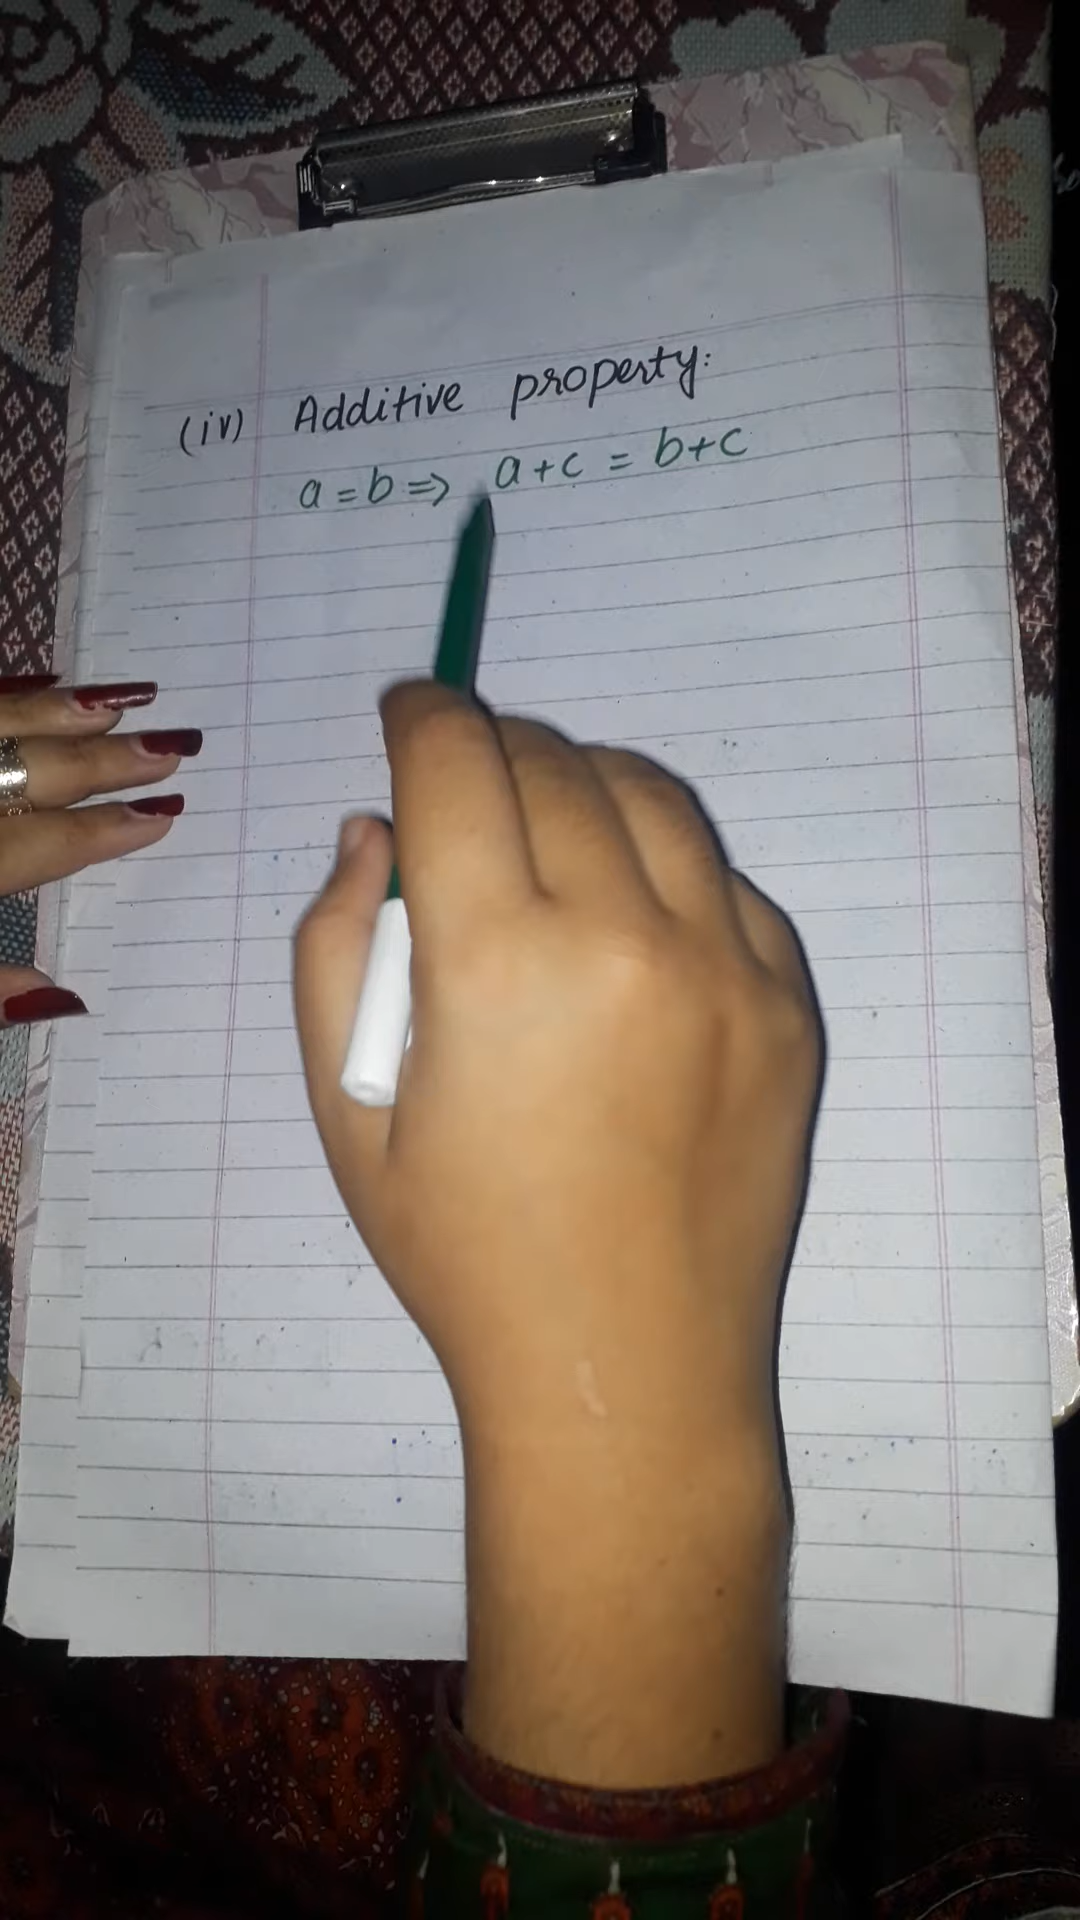 (iv) Additive property:
a = b ⇒ a + c = b + c